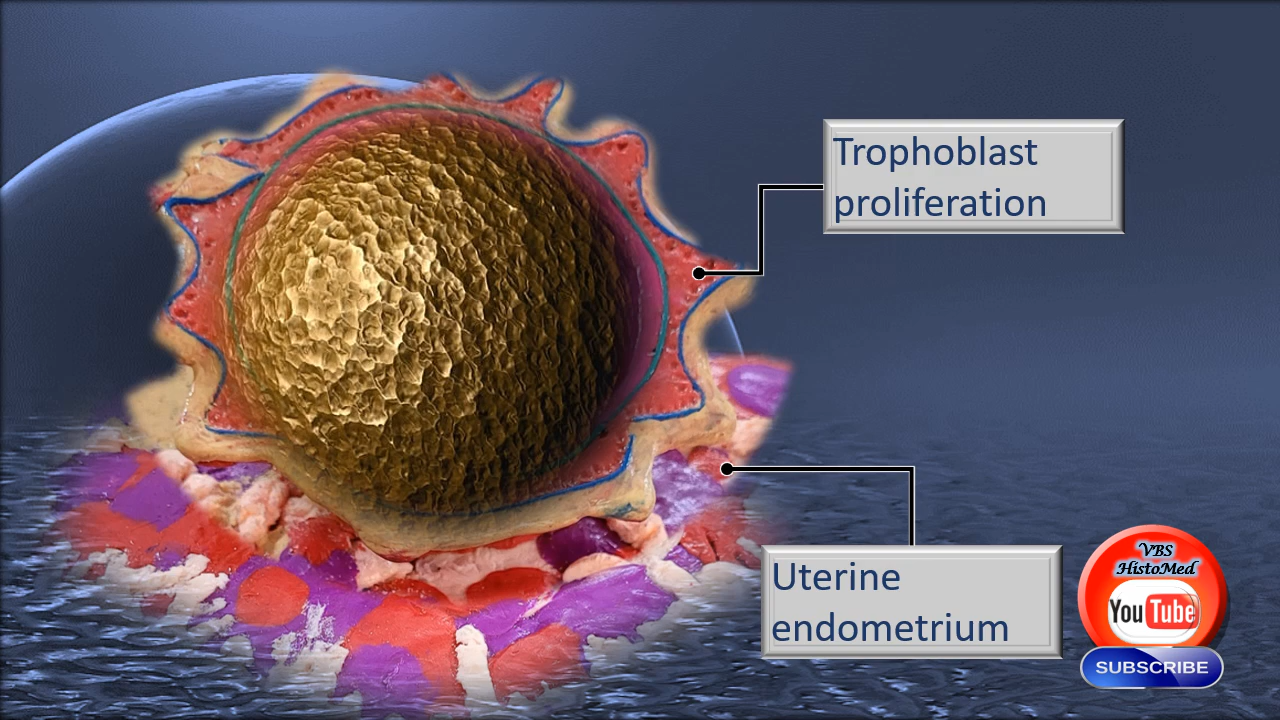 Trophoblast
proliferation
Uterine
endometrium
VBS
HistoMed
YouTube
SUBSCRIBE